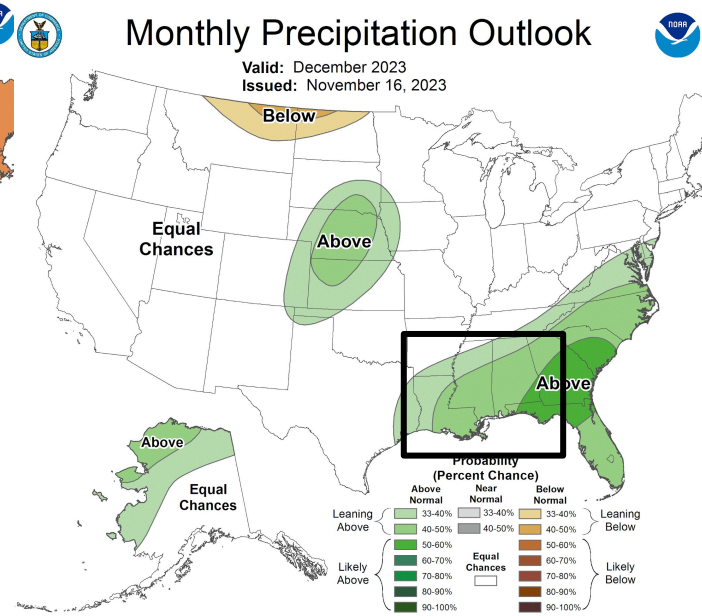 Monthly Precipitation Outlook
Valid: December 2023
Issued: November 16, 2023
NOAA
Below
Equal
Chances
Above
Above
Above
Equal
Chances
Probability
(Percent Chance)
Above
Normal
Near
Normal
Below
Normal
Leaning
Above
33-40%
33-40%
33-40%
Leaning
Below
40-50%
40-50%
40-50%
50-60%
50-60%
60-70%
Equal
Chances
60-70%
Likely
Above
70-80%
70-80%
Likely
Below
80-90%
80-90%
90-100%
90-100%